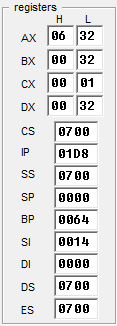 registers
H L
AX 06 32
BX 00 32
CX 00 01
DX 00 32
CS 0700
IP 01D8
SS 0700
SP 0000
BP 0064
SI 0014
DI 0000
DS 0700
ES 0700